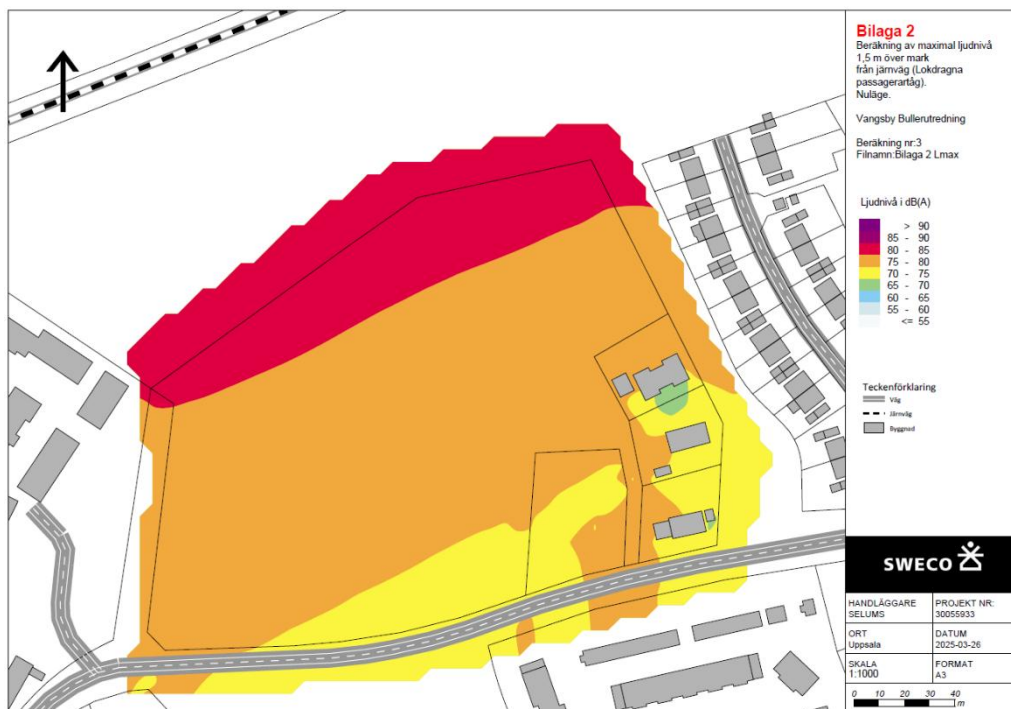 Bilaga 2
Beräkning av maximal ljudnivå
1,5 m över mark
från järnväg (Lokdragna
passagerartåg).
Nuläge.
Vangsby Bullerutredning
Beräkning nr:3
Filnamn:Bilaga 2 Lmax
Ljudnivå i dB(A)
> 90
85 - 90
80 - 85
75 - 80
70 - 75
65 - 70
60 - 65
55 - 60
<= 55
Teckenförklaring
Väg
Järnväg
Byggned
SWECO
HANDLÄGGARE
SELUMS
PROJEKT NR:
30055933
ORT
Uppsala
DATUM
2025-03-26
SKALA
1:1000
FORMAT
A3
0 10 20 30 40
m